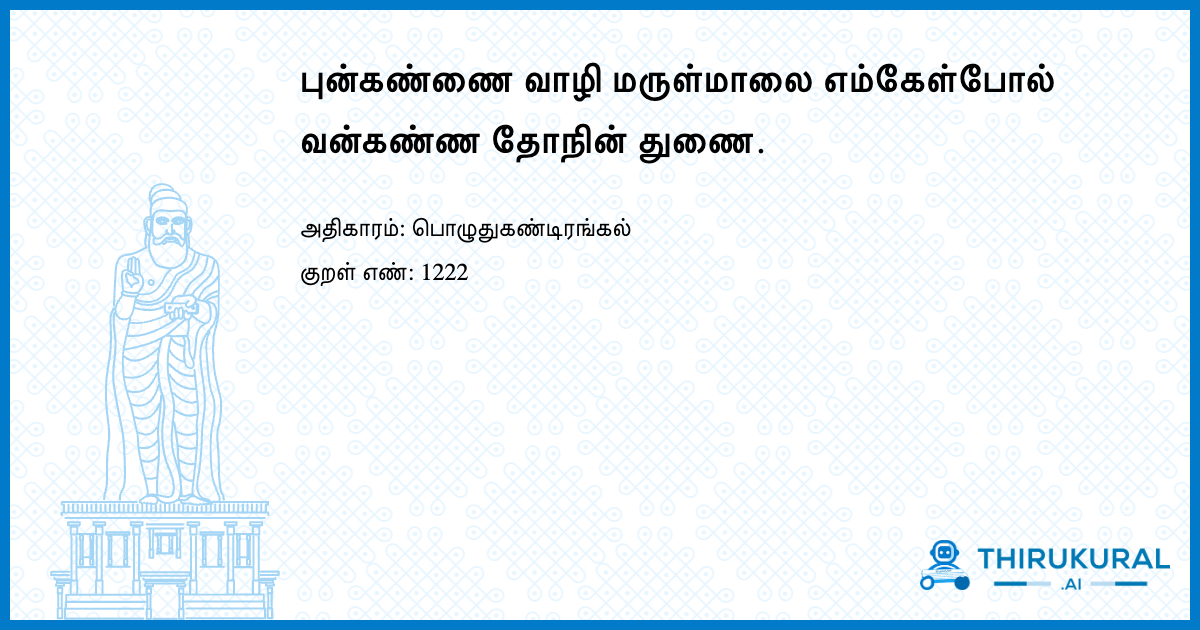 புன்கண்ணை வாழி மருள்மாலை எம்கேள்போல்
வன்கண்ண தோநின் துணை.
அதிகாரம்: பொழுதுகண்டிரங்கல்
குறள் எண்: 1222
THIRUKURAL
.AI